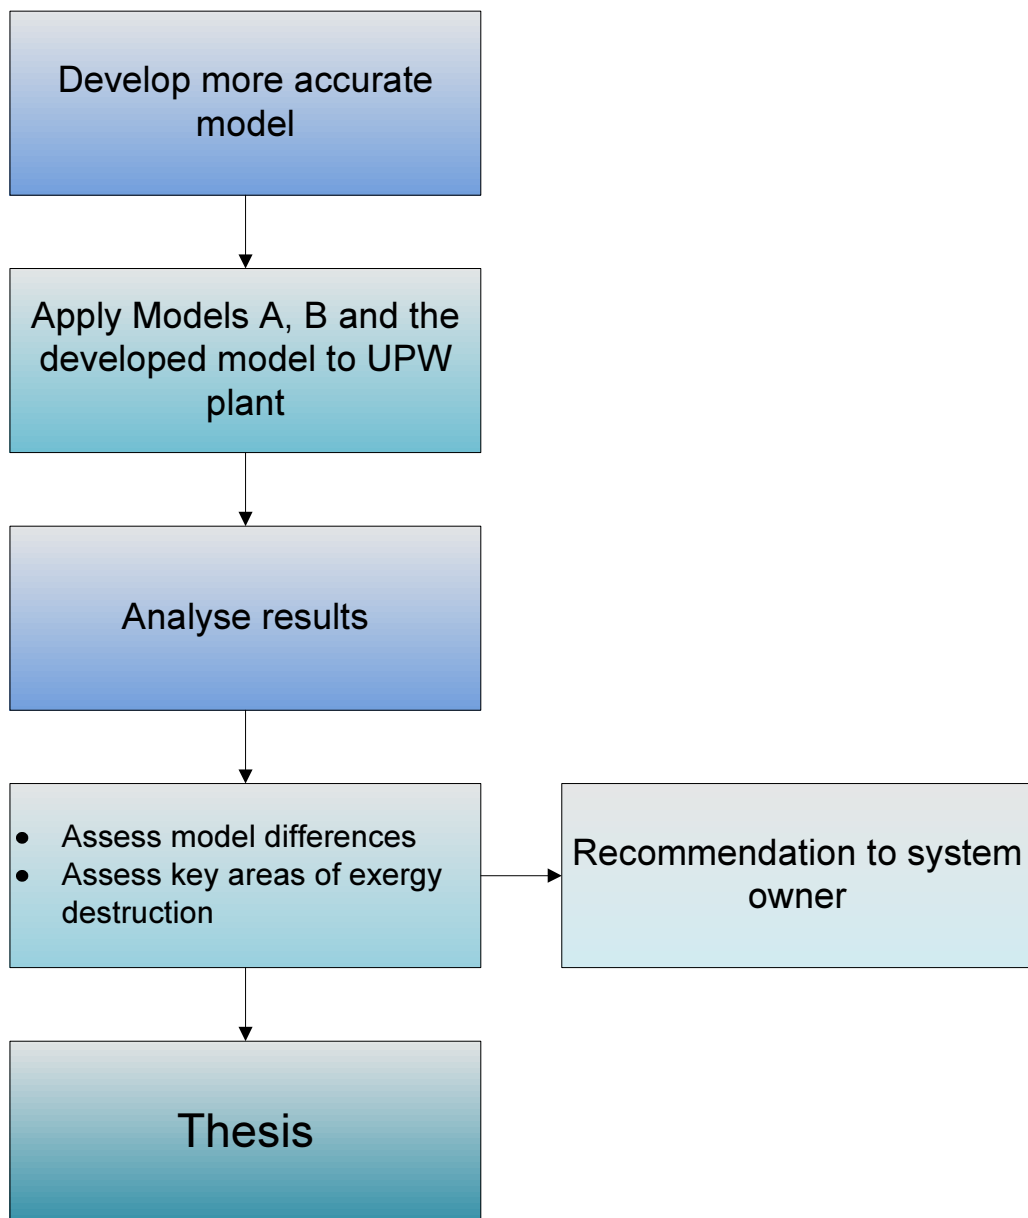 Develop more accurate
model
Apply Models A, B and the
developed model to UPW
plant
Analyse results
● Assess model differences
● Assess key areas of exergy
destruction
Recommendation to system
owner
Thesis